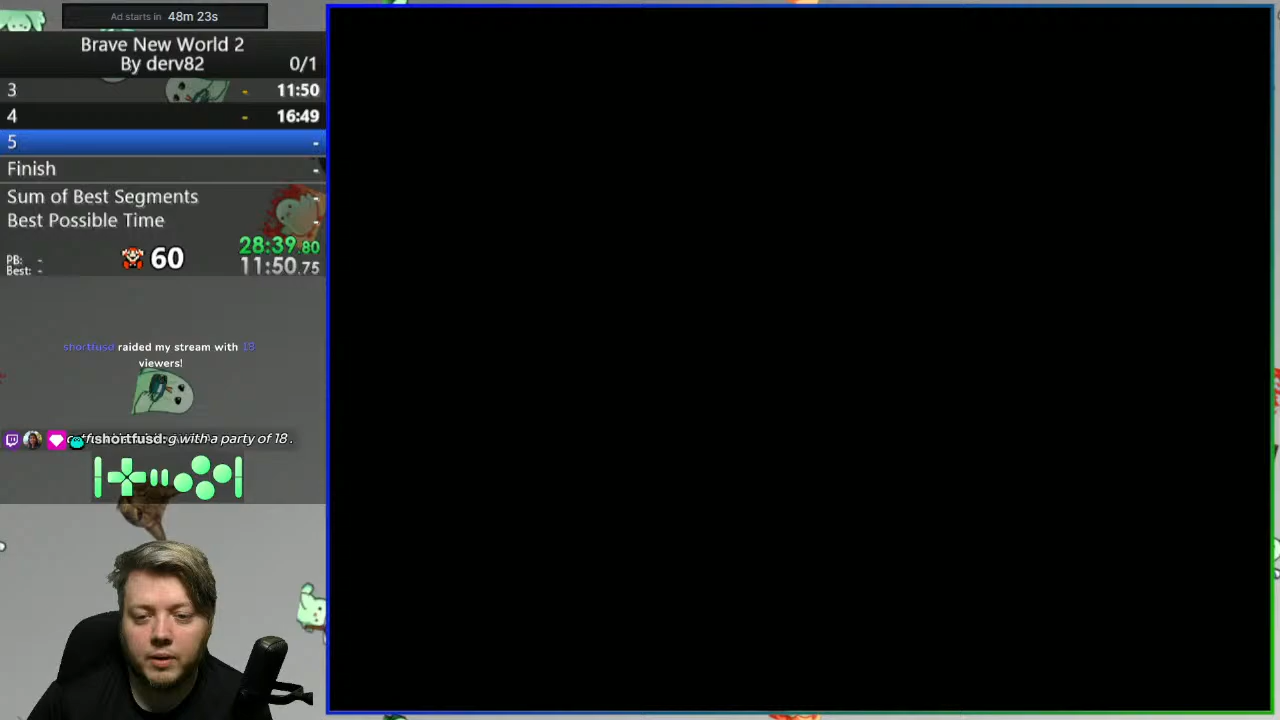 Ad starts in 48m 23s
Brave New World 2
By derv82 0/1
3 - 11:50
4 - 16:49
5 -
Finish -
Sum of Best Segments -
Best Possible Time -
PB: -
Best: -
60
28:39.80
11:50.75
shortfusd raided my stream with 18
viewers!
shortfusd: with a party of 18 .